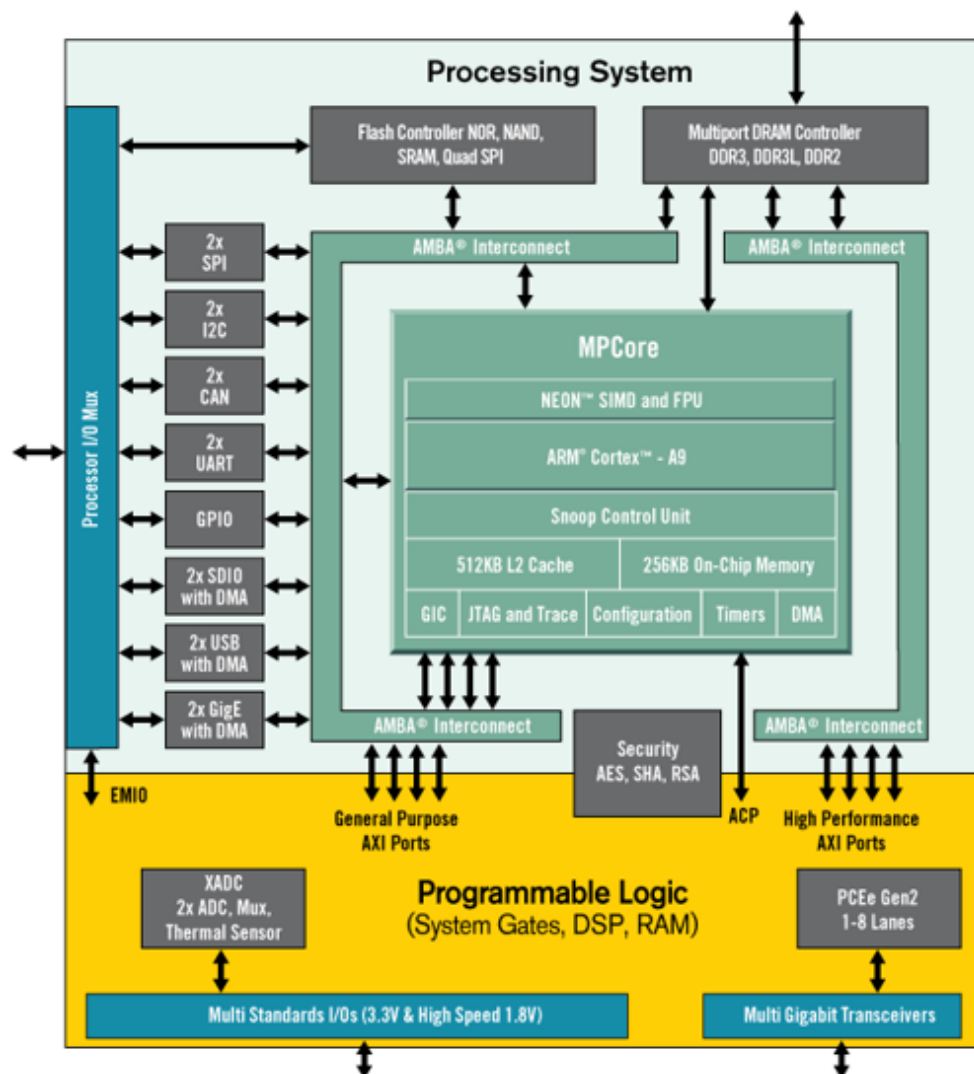 Processing System
Flash Controller NOR, NAND,
SRAM, Quad SPI
Multiport DRAM Controller
DDR3, DDR3L, DDR2
Processor I/O Mux
2x
SPI
2x
I2C
2x
CAN
2x
UART
GPIO
2x SDIO
with DMA
2x USB
with DMA
2x GigE
with DMA
AMBA® Interconnect
AMBA® Interconnect
MPCore
NEON™ SIMD and FPU
ARM® Cortex™ - A9
Snoop Control Unit
512KB L2 Cache
256KB On-Chip Memory
GIC
JTAG and Trace
Configuration
Timers
DMA
AMBA® Interconnect
AMBA® Interconnect
Security
AES, SHA, RSA
EMIO
General Purpose
AXI Ports
ACP
High Performance
AXI Ports
XADC
2x ADC, Mux,
Thermal Sensor
Programmable Logic
(System Gates, DSP, RAM)
PCEe Gen2
1-8 Lanes
Multi Standards I/Os (3.3V & High Speed 1.8V)
Multi Gigabit Transceivers